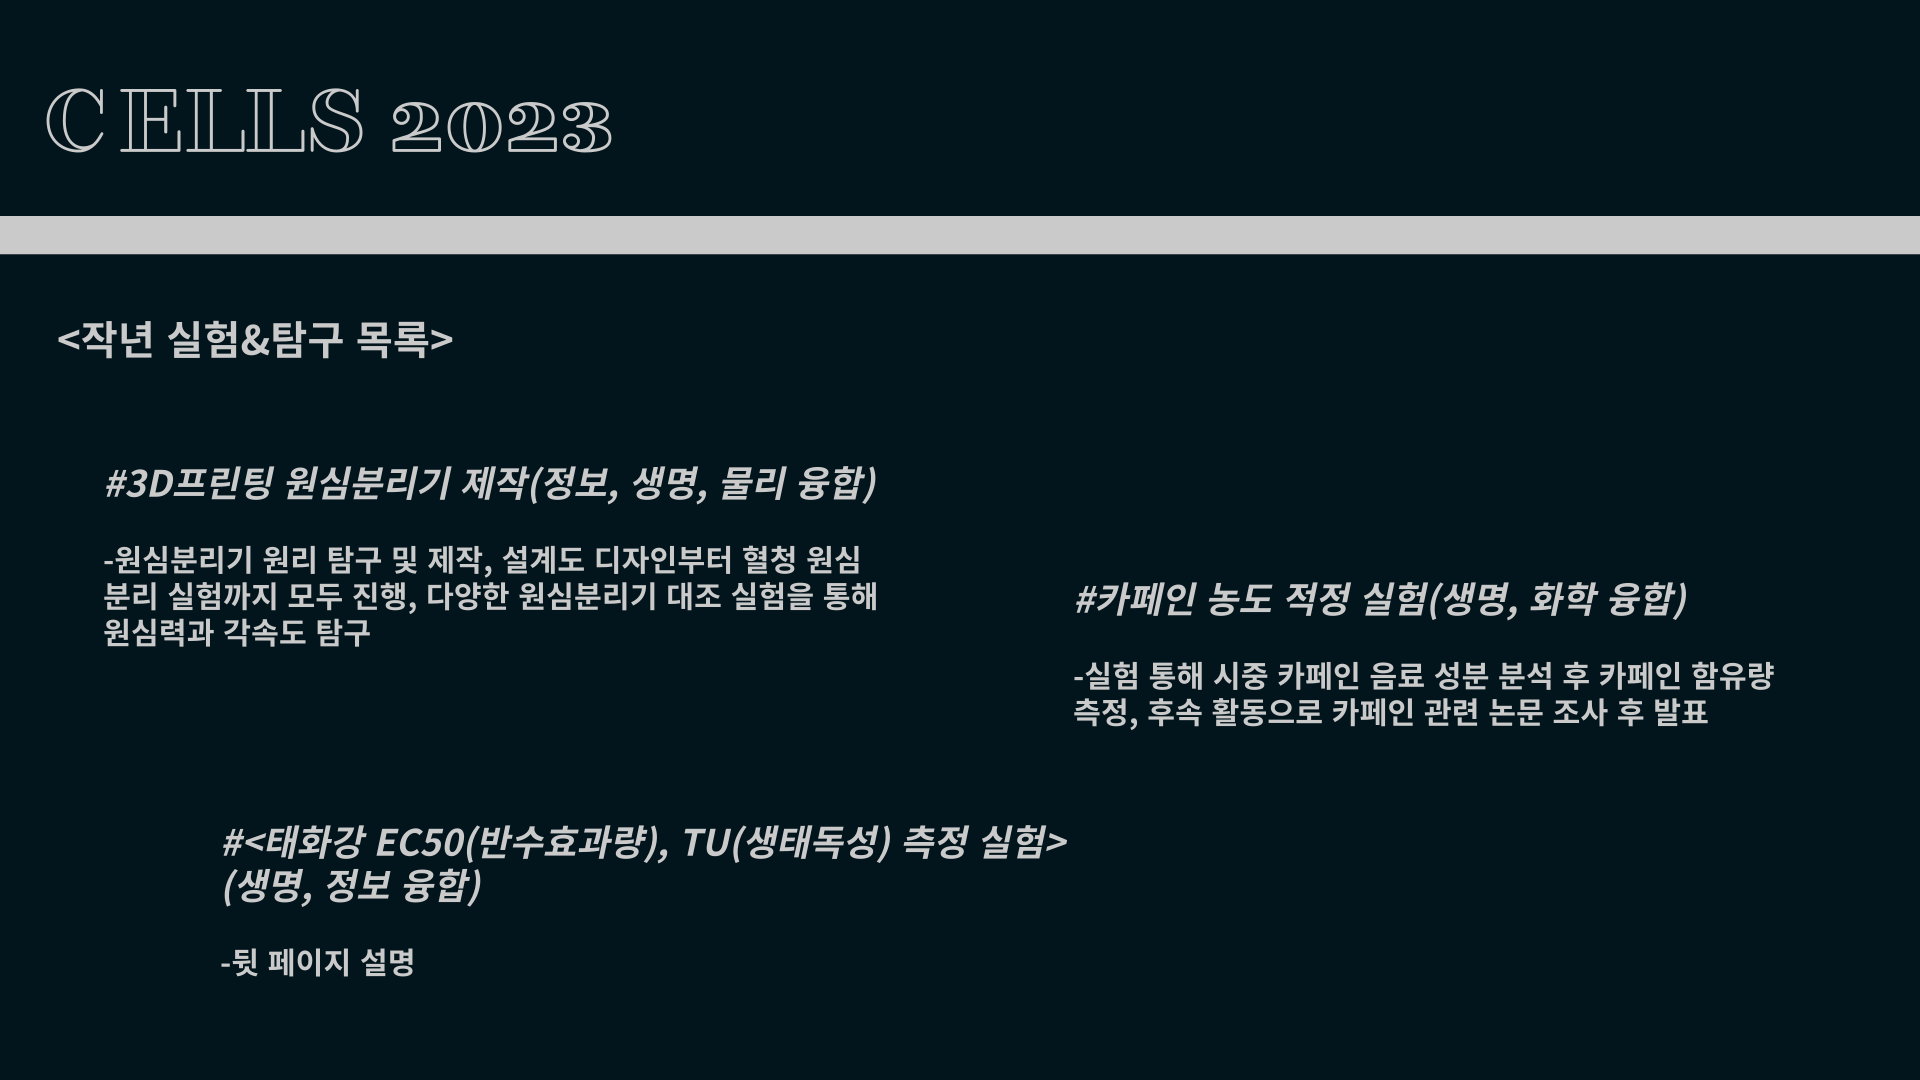 CELLS 2023
<작년 실험&탐구 목록>
#3D프린팅 원심분리기 제작(정보, 생명, 물리 융합)
-원심분리기 원리 탐구 및 제작, 설계도 디자인부터 혈청 원심
분리 실험까지 모두 진행, 다양한 원심분리기 대조 실험을 통해
원심력과 각속도 탐구
#카페인 농도 적정 실험(생명, 화학 융합)
-실험 통해 시중 카페인 음료 성분 분석 후 카페인 함유량
측정, 후속 활동으로 카페인 관련 논문 조사 후 발표
#<태화강 EC50(반수효과량), TU(생태독성) 측정 실험>
(생명, 정보 융합)
-뒷 페이지 설명